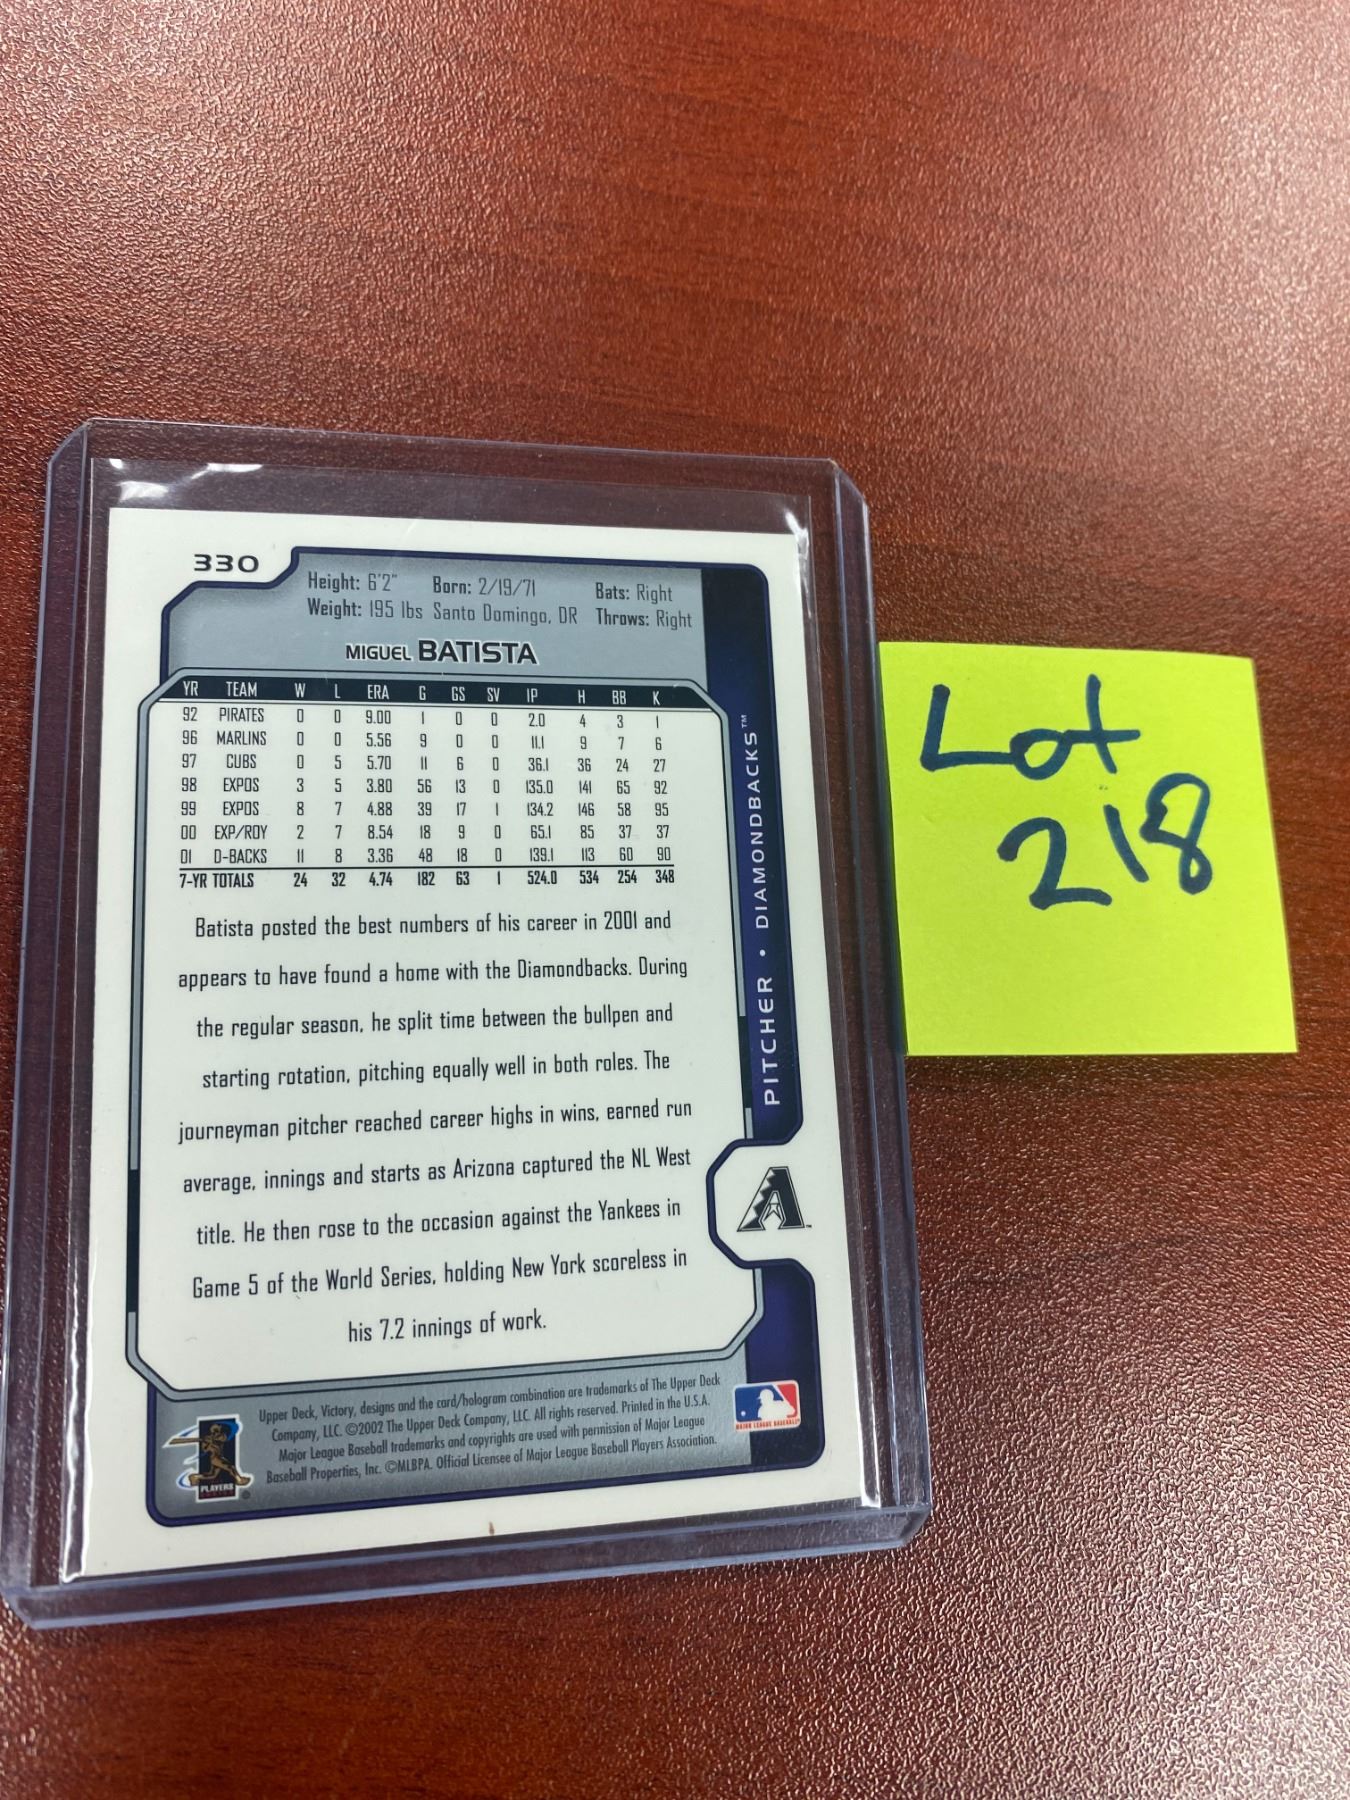 330
Height: 6'2" Born: 2/19/71 Bats: Right
Weight: 195 lbs Santo Domingo, DR Throws: Right
MIGUEL BATISTA
YR TEAM W L ERA G GS SV IP H BB K
92 PIRATES 0 0 9.00 1 0 0 2.0 4 3 1
96 MARLINS 0 0 5.56 9 0 0 11.1 9 7 6
97 CUBS 0 5 5.70 11 6 0 36.1 36 24 27
98 EXPOS 3 5 3.80 56 13 0 135.0 141 65 92
99 EXPOS 8 7 4.88 39 17 1 134.2 146 58 95
00 EXP/ROY 2 7 8.54 18 9 0 65.1 85 37 37
01 D-BACKS 11 8 3.36 48 18 0 139.1 113 60 90
7-YR TOTALS 24 32 4.74 182 63 1 524.0 534 254 348
Batista posted the best numbers of his career in 2001 and
appears to have found a home with the Diamondbacks. During
the regular season, he split time between the bullpen and
starting rotation, pitching equally well in both roles. The
journeyman pitcher reached career highs in wins, earned run
average, innings and starts as Arizona captured the NL West
title. He then rose to the occasion against the Yankees in
Game 5 of the World Series, holding New York scoreless in
his 7.2 innings of work.
PITCHER • DIAMONDBACKS™
A
Upper Deck, Victory, designs and the card/hologram combination are trademarks of The Upper Deck
Company, LLC. ©2002 The Upper Deck Company, LLC. All rights reserved. Printed in the U.S.A.
Major League Baseball trademarks and copyrights are used with permission of Major League
Baseball Properties, Inc. ©MLBPA. Official Licensee of Major League Baseball Players Association.
PLAYERS
MAJOR LEAGUE BASEBALL
Lot
218